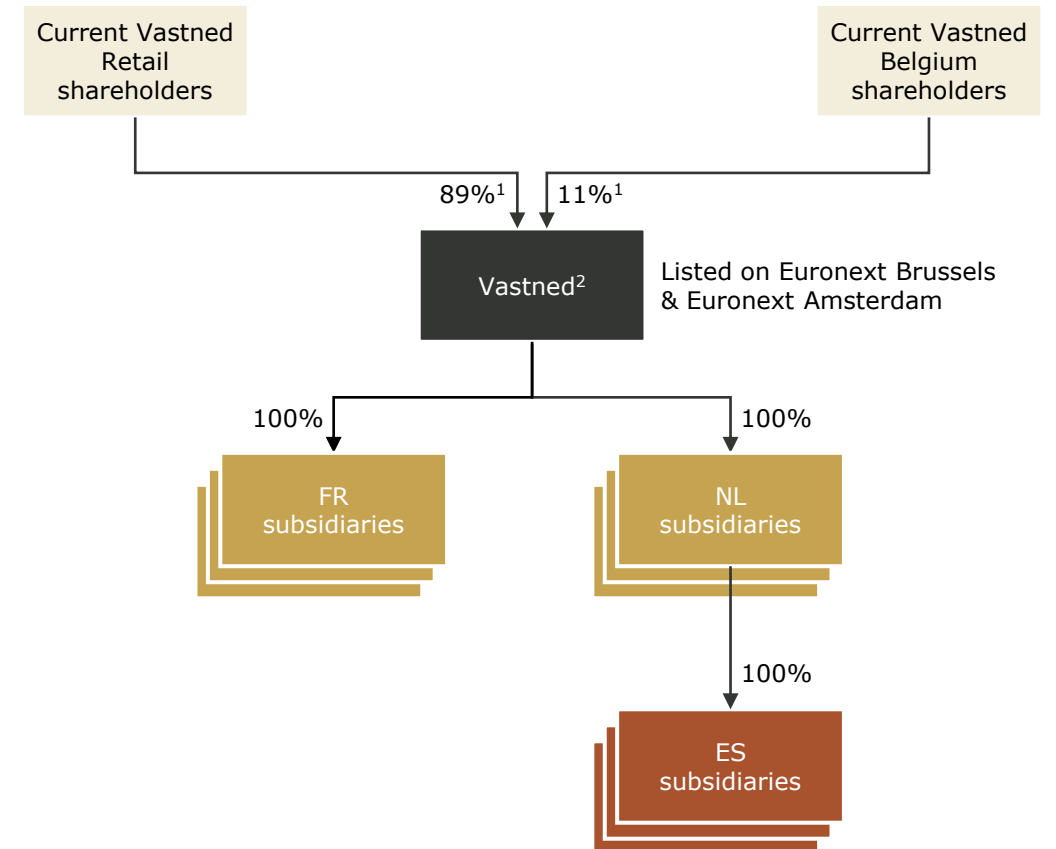 Current Vastned
Retail
shareholders
Current Vastned
Belgium
shareholders
89%¹
11%¹
Vastned²
Listed on Euronext Brussels
& Euronext Amsterdam
100%
100%
FR
subsidiaries
NL
subsidiaries
100%
ES
subsidiaries